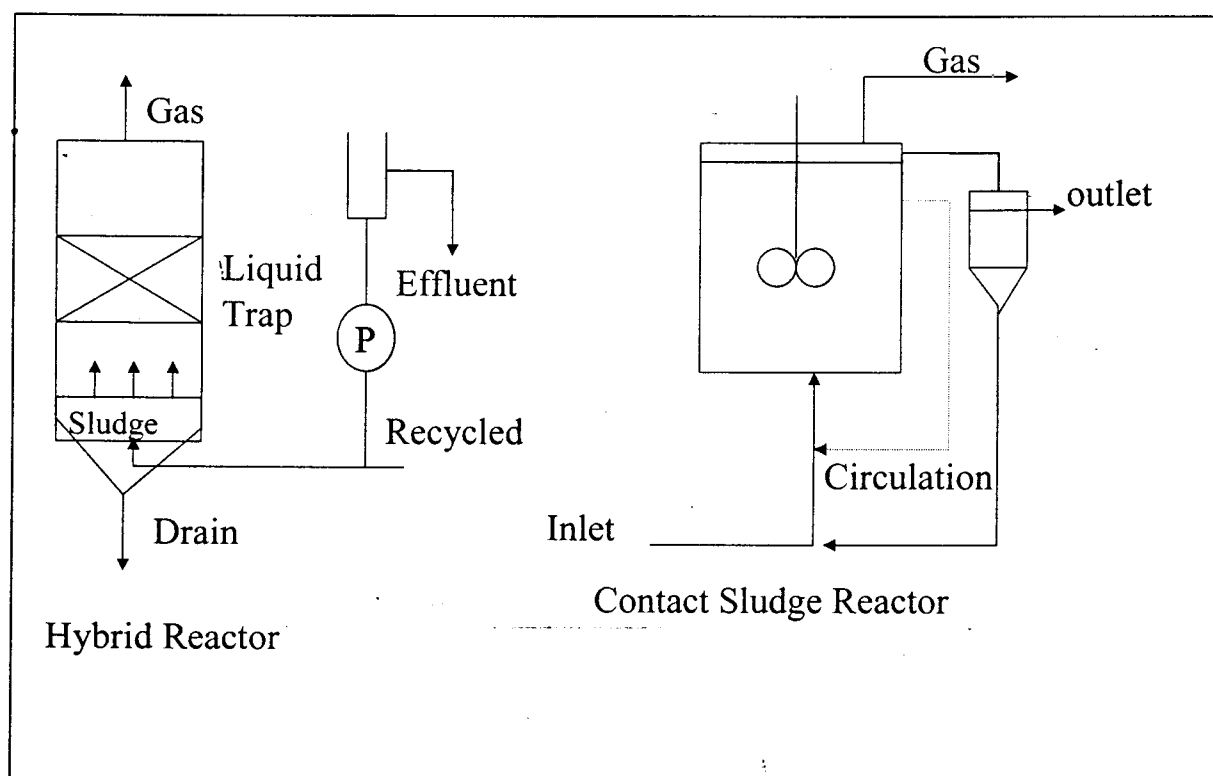 Gas
Liquid
Trap
Sludge
Drain
Effluent
P
Recycled
Hybrid Reactor
Gas
outlet
Circulation
Inlet
Contact Sludge Reactor